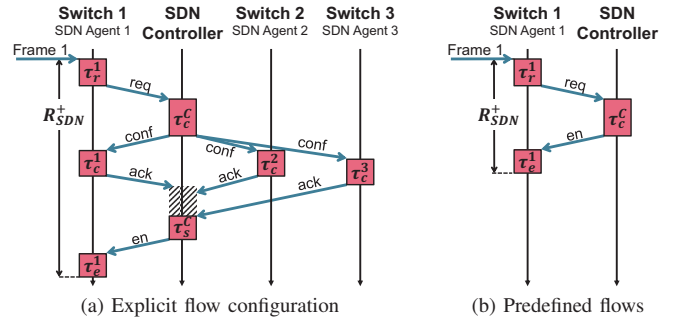 Switch 1
SDN Agent 1
SDN
Controller
Switch 2
SDN Agent 2
Switch 3
SDN Agent 3
Frame 1
τ_r^1
req
R_SDN^+
τ_c^C
conf
conf
conf
τ_c^1
τ_c^2
τ_c^3
ack
ack
ack
τ_s^C
en
τ_e^1
(a) Explicit flow configuration
Switch 1
SDN Agent 1
SDN
Controller
Frame 1
τ_r^1
req
R_SDN^+
τ_c^C
en
τ_e^1
(b) Predefined flows